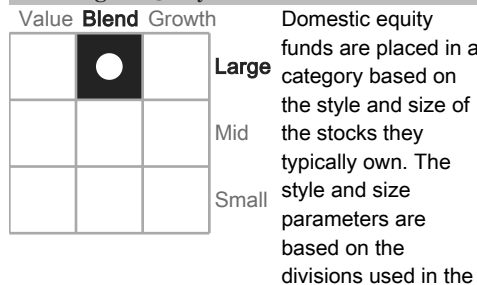 Value Blend Growth
Large
Mid
Small
Domestic equity
funds are placed in a
category based on
the style and size of
the stocks they
typically own. The
style and size
parameters are
based on the
divisions used in the